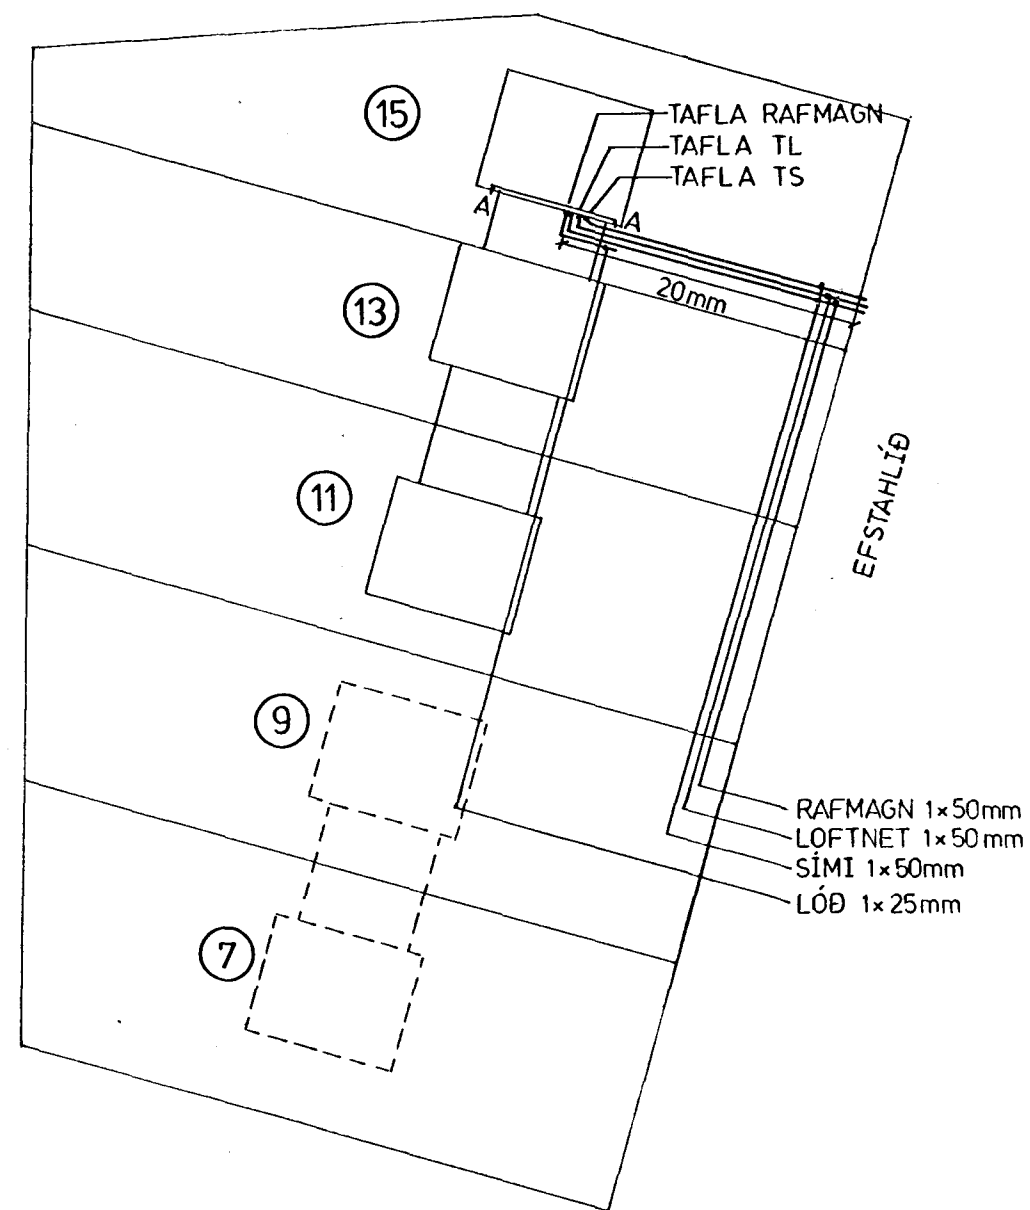 15
TAFLA RAFMAGN
TAFLA TL
TAFLA TS
A
A
13
20mm
11
EFSTAHLÍÐ
9
RAFMAGN 1×50mm
LOFTNET 1×50mm
SÍMI 1×50mm
LÓÐ 1×25mm
7